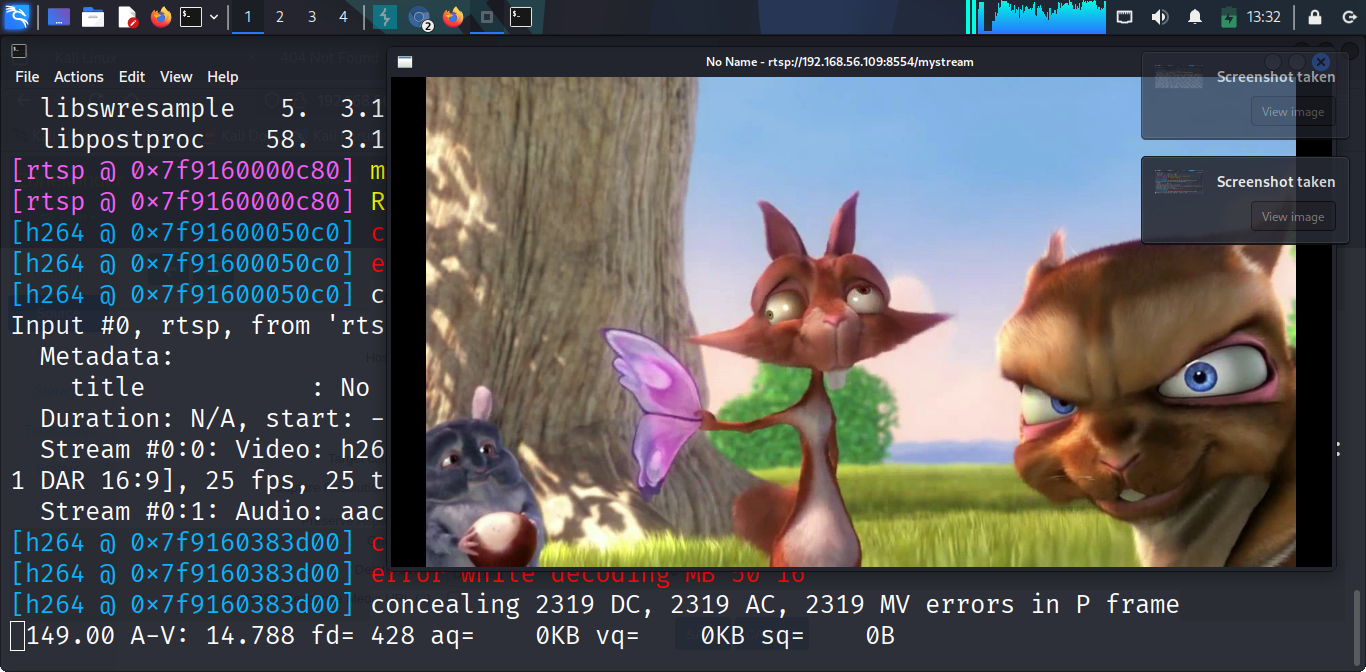 1 2 3 4
2
13:32
File Actions Edit View Help
No Name - rtsp://192.168.56.109:8554/mystream
Screenshot taken
View image
Screenshot taken
View image
libswresample 5. 3.1
libpostproc 58. 3.1
[rtsp @ 0×7f9160000c80] m
[rtsp @ 0×7f9160000c80] R
[h264 @ 0×7f91600050c0] c
[h264 @ 0×7f91600050c0] e
[h264 @ 0×7f91600050c0] c
Input #0, rtsp, from 'rts
Metadata:
title : No
Duration: N/A, start: -
Stream #0:0: Video: h26
1 DAR 16:9], 25 fps, 25 t
Stream #0:1: Audio: aac
[h264 @ 0×7f9160383d00] c
[h264 @ 0×7f9160383d00] error while decoding MB 50 16
[h264 @ 0×7f9160383d00] concealing 2319 DC, 2319 AC, 2319 MV errors in P frame
149.00 A-V: 14.788 fd= 428 aq= 0KB vq= 0KB sq= 0B